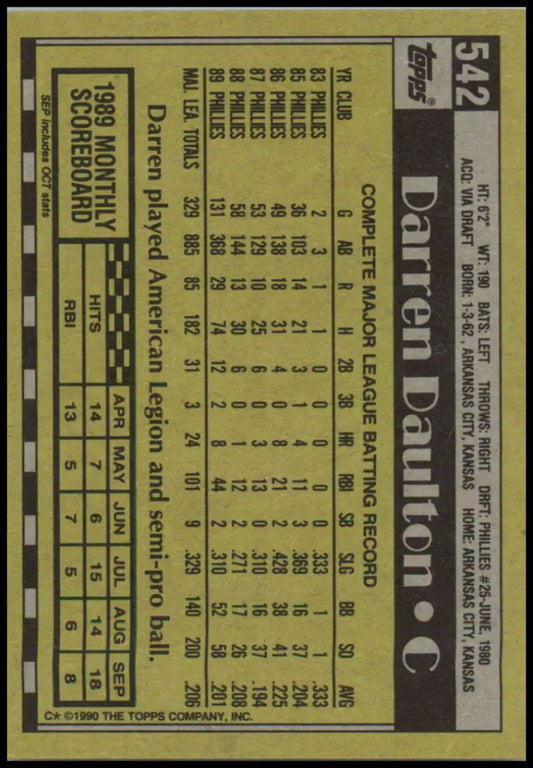 542
topps®
HT: 6'2" WT: 190 BATS: LEFT THROWS: RIGHT DRFT: PHILLIES #25-JUNE, 1980
ACQ: VIA DRAFT BORN: 1-3-62, ARKANSAS CITY, KANSAS HOME: ARKANSAS CITY, KANSAS
Darren Daulton • C
COMPLETE MAJOR LEAGUE BATTING RECORD
YR CLUB G AB R H 2B 3B HR RBI SB SLG BB SO AVG
83 PHILLIES 2 3 1 1 0 0 0 0 0 .333 1 1 .333
85 PHILLIES 36 103 14 21 3 1 4 11 3 .369 16 37 .204
86 PHILLIES 49 138 18 31 4 0 8 21 2 .428 38 41 .225
87 PHILLIES 53 129 10 25 6 0 3 13 0 .310 16 37 .194
88 PHILLIES 58 144 13 30 6 0 1 12 2 .271 17 26 .208
89 PHILLIES 131 368 29 74 12 2 8 44 2 .310 52 58 .201
MAJ. LEA. TOTALS 329 885 85 182 31 3 24 101 9 .329 140 200 .206
Darren played American Legion and semi-pro ball.
1989 MONTHLY
SCOREBOARD
APR MAY JUN JUL AUG SEP
HITS 14 7 6 15 14 18
RBI 13 5 7 5 6 8
SEP includes OCT stats
C* ©1990 THE TOPPS COMPANY, INC.